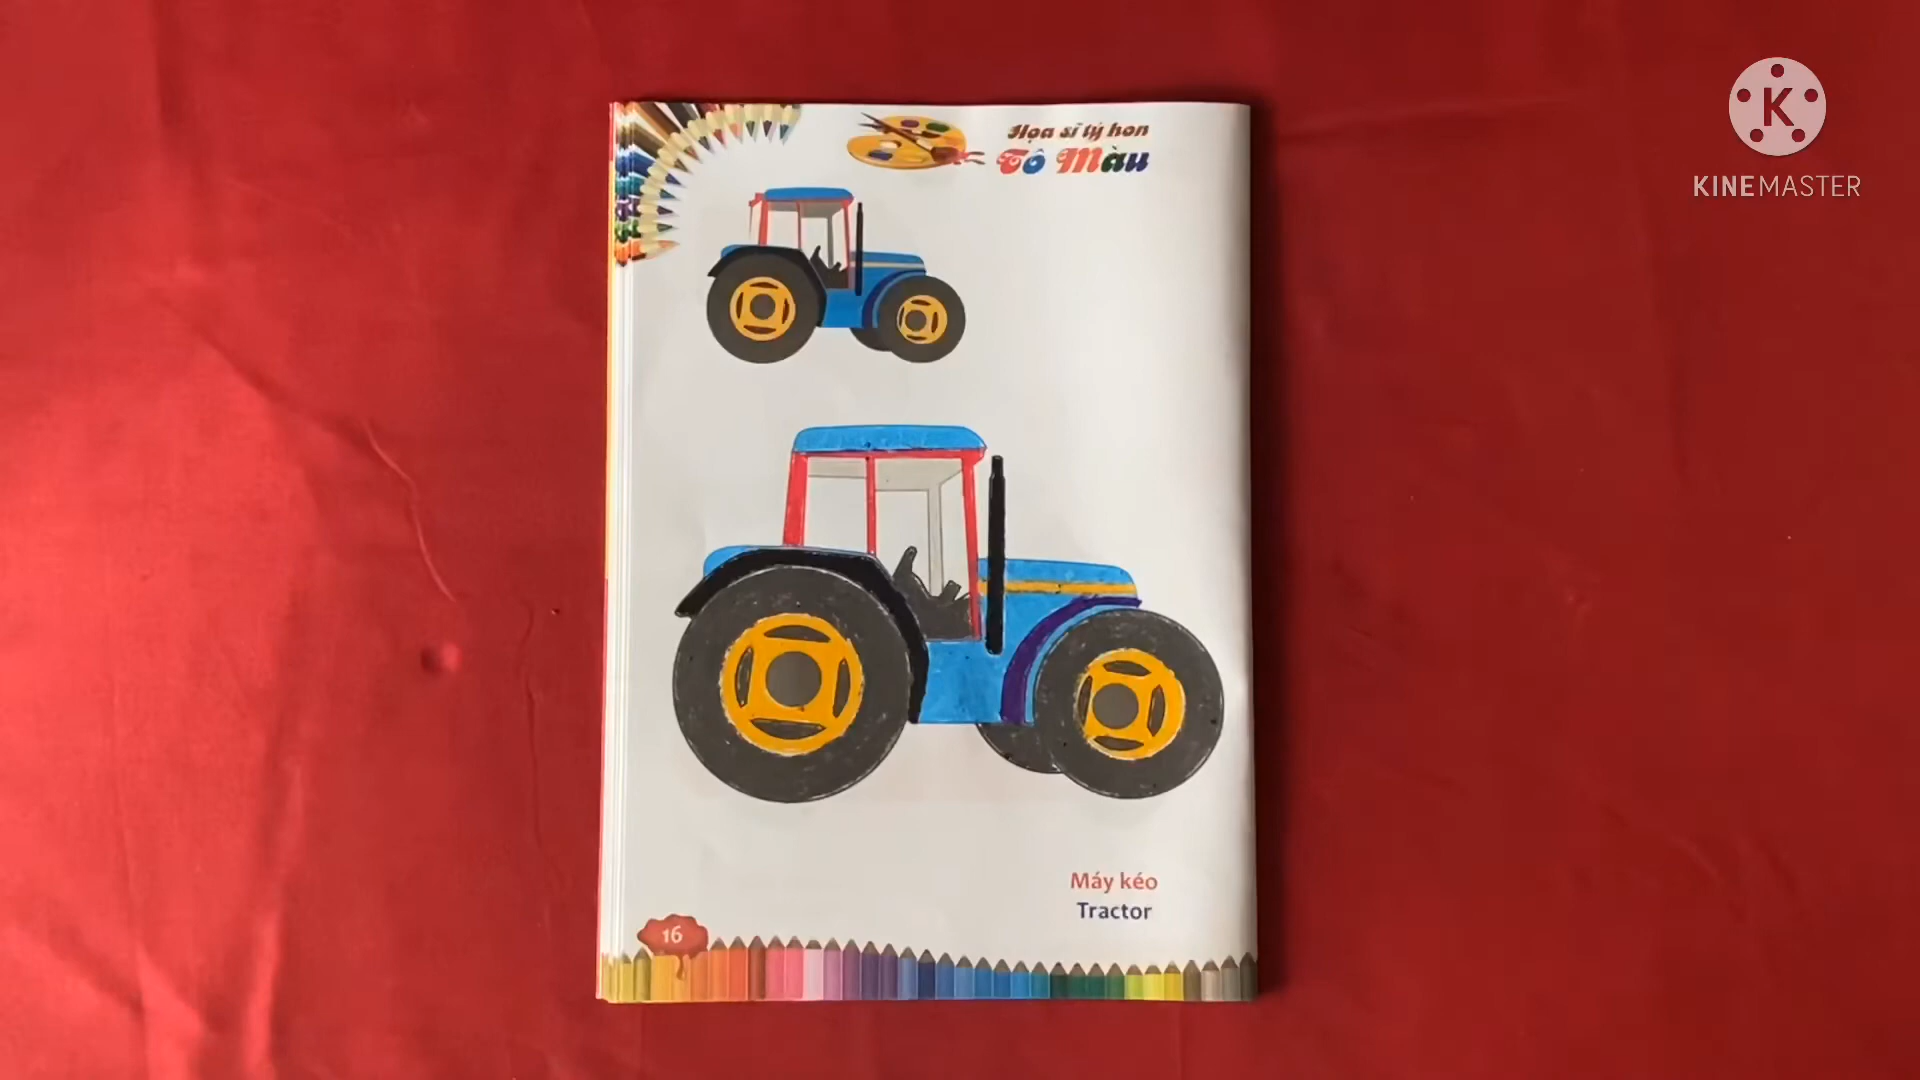 Họa sĩ tý hon
Tô Màu
K
KINEMASTER
Máy kéo
Tractor
16